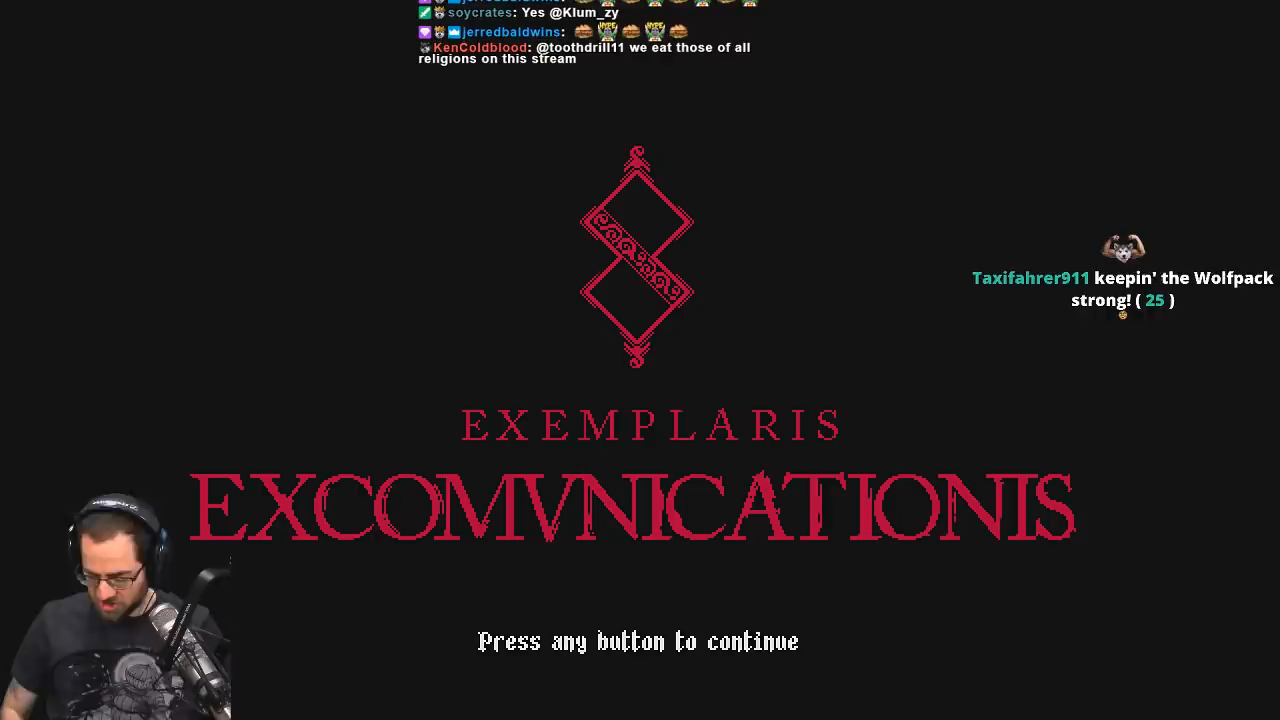 soycrates: Yes @Klum_zy
jerredbaldwins:
KenColdblood: @toothdrill11 we eat those of all
religions on this stream
Taxifahrer911 keepin' the Wolfpack
strong! ( 25 )
EXEMPLARIS
EXCOMVNICATIONIS
Press any button to continue